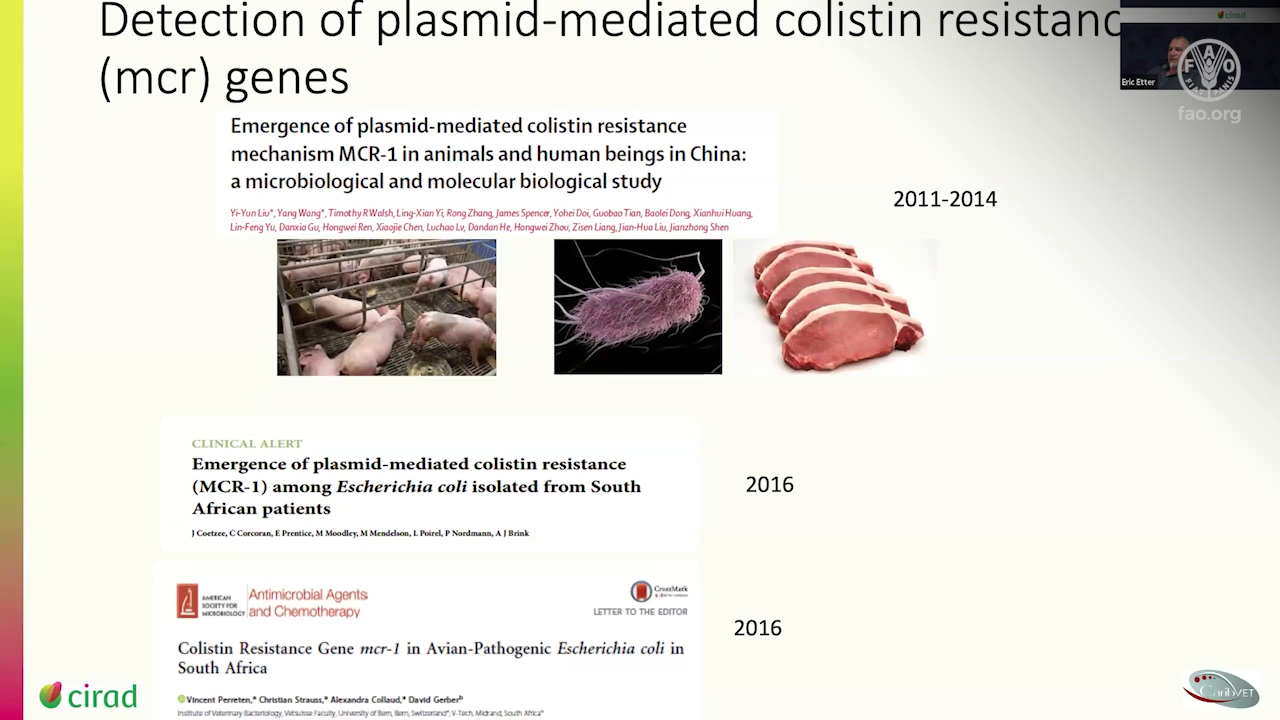 Detection of plasmid-mediated colistin resistanc
(mcr) genes
cirad
Eric Etter
FAO
FIAT PANIS
fao.org
Emergence of plasmid-mediated colistin resistance
mechanism MCR-1 in animals and human beings in China:
a microbiological and molecular biological study
Yi-Yun Liu*, Yang Wang*, Timothy R Walsh, Ling-Xian Yi, Rong Zhang, James Spencer, Yohei Doi, Guobao Tian, Baolei Dong, Xianhui Huang,
Lin-Feng Yu, Danxia Gu, Hongwei Ren, Xiaojie Chen, Luchao Lv, Dandan He, Hongwei Zhou, Zisen Liang, Jian-Hua Liu, Jianzhong Shen
2011-2014
CLINICAL ALERT
Emergence of plasmid-mediated colistin resistance
(MCR-1) among Escherichia coli isolated from South
African patients
J Coetzee, C Corcoran, E Prentice, M Moodley, M Mendelson, L Poirel, P Nordmann, A J Brink
2016
AMERICAN
SOCIETY FOR
MICROBIOLOGY
Antimicrobial Agents
and Chemotherapy
CrossMark
LETTER TO THE EDITOR
2016
Colistin Resistance Gene mcr-1 in Avian-Pathogenic Escherichia coli in
South Africa
Vincent Perreten,ᵃ Christian Strauss,ᵃ Alexandra Collaud,ᵃ David Gerberᵇ
Institute of Veterinary Bacteriology, Vetsuisse Faculty, University of Bern, Bern, Switzerlandᵃ; V-Tech, Midrand, South Africaᵇ
cirad
CaribVET